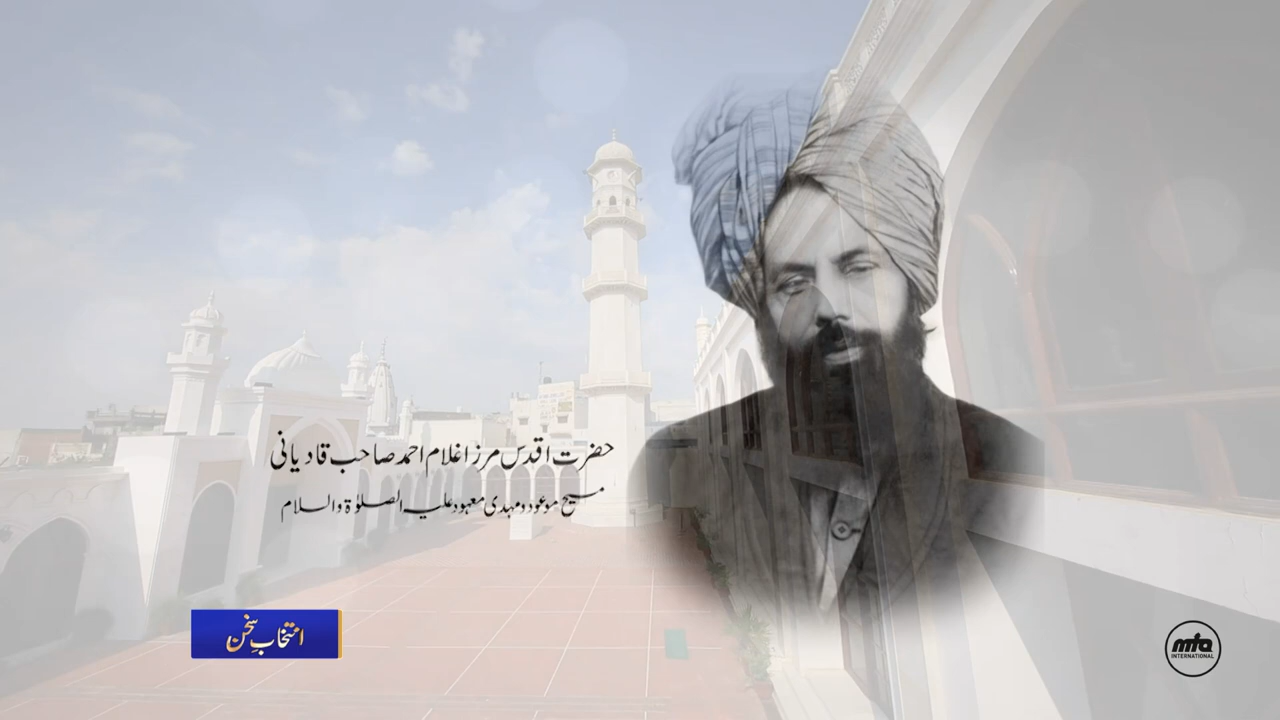 حضرت اقدس مرزا غلام احمد صاحب قادیانی
مسیح موعود و مہدی معہود علیہ الصلوٰۃ والسلام
انتخابِ سخن
mta
INTERNATIONAL